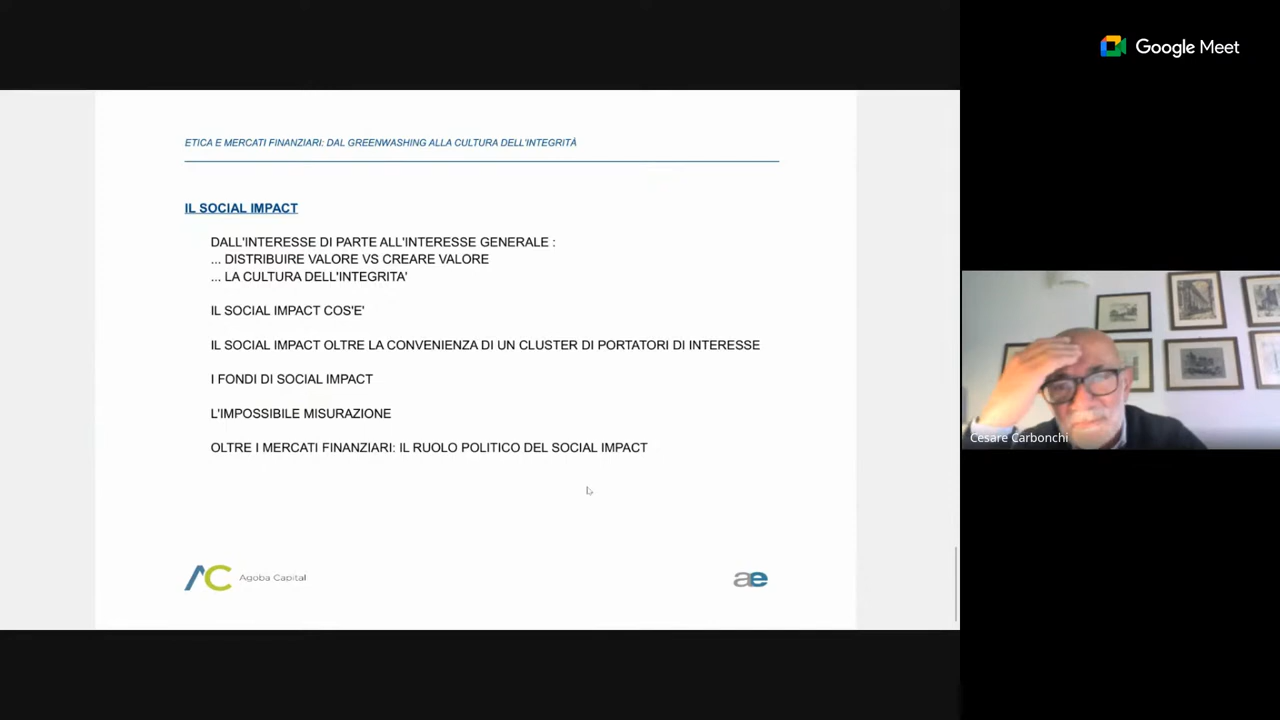 Google Meet
ETICA E MERCATI FINANZIARI: DAL GREENWASHING ALLA CULTURA DELL'INTEGRITÀ
IL SOCIAL IMPACT
DALL'INTERESSE DI PARTE ALL'INTERESSE GENERALE :
... DISTRIBUIRE VALORE VS CREARE VALORE
... LA CULTURA DELL'INTEGRITA'
IL SOCIAL IMPACT COS'E'
IL SOCIAL IMPACT OLTRE LA CONVENIENZA DI UN CLUSTER DI PORTATORI DI INTERESSE
I FONDI DI SOCIAL IMPACT
L'IMPOSSIBILE MISURAZIONE
OLTRE I MERCATI FINANZIARI: IL RUOLO POLITICO DEL SOCIAL IMPACT
AC Agoba Capital
ae
Cesare Carbonchi